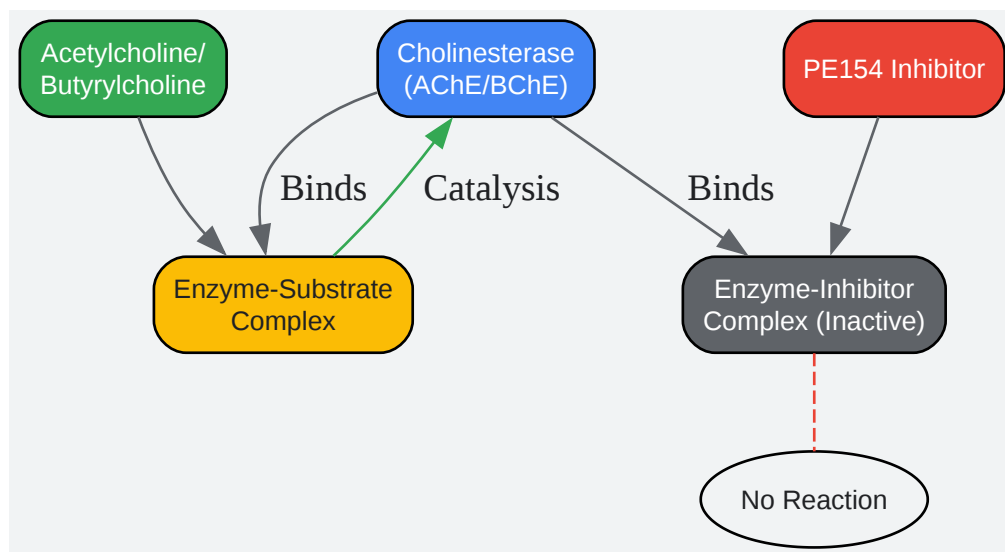 Acetylcholine/
Butyrylcholine
Cholinesterase
(AChE/BChE)
PE154 Inhibitor
Binds
Catalysis
Binds
Enzyme-Substrate
Complex
Enzyme-Inhibitor
Complex (Inactive)
No Reaction